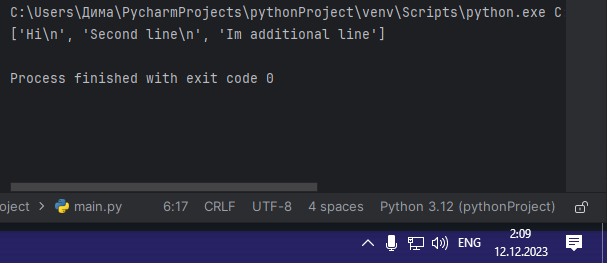 C:\Users\Дима\PycharmProjects\pythonProject\venv\Scripts\python.exe C
['Hi\n', 'Second line\n', 'Im additional line']
Process finished with exit code 0
oject > main.py 6:17 CRLF UTF-8 4 spaces Python 3.12 (pythonProject)
ENG 2:09
12.12.2023